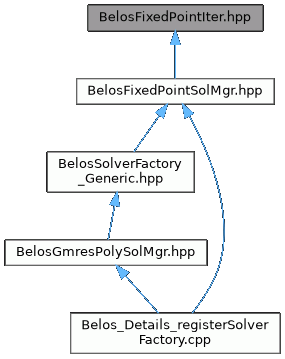 BelosFixedPointIter.hpp
BelosFixedPointSolMgr.hpp
BelosSolverFactory
_Generic.hpp
BelosGmresPolySolMgr.hpp
Belos_Details_registerSolver
Factory.cpp